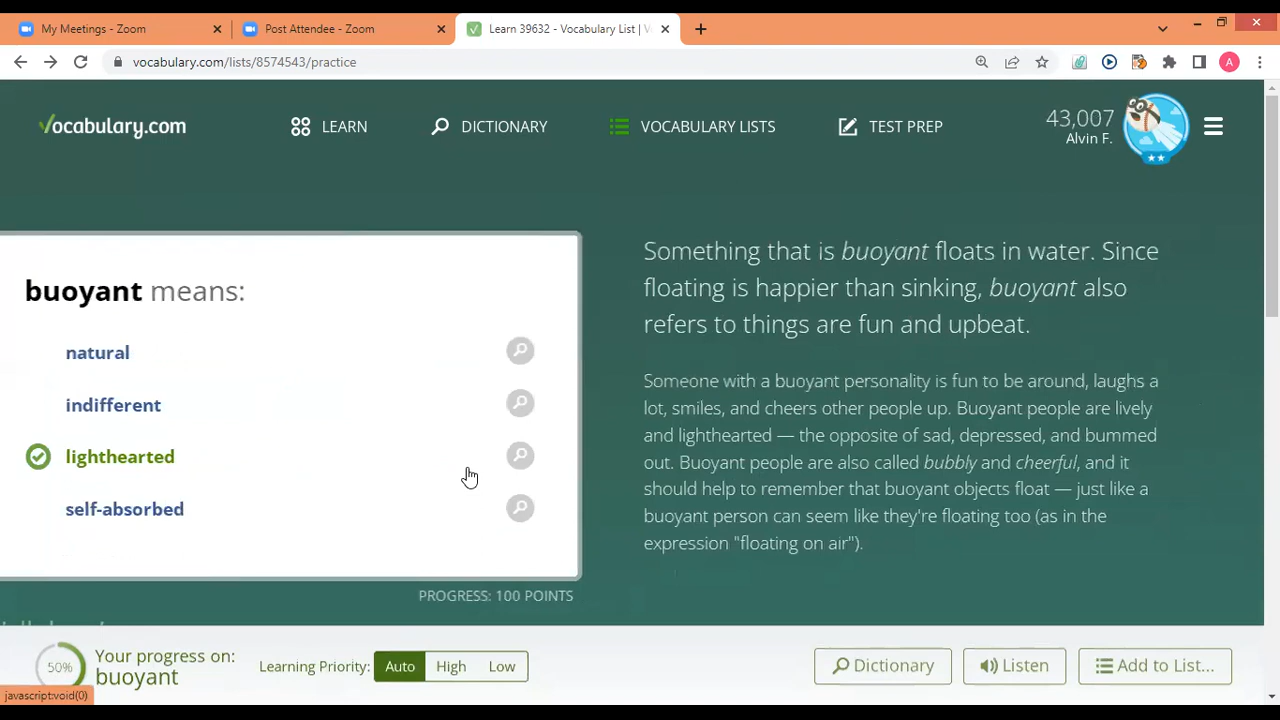 My Meetings - Zoom
Post Attendee - Zoom
Learn 39632 - Vocabulary List | V
vocabulary.com/lists/8574543/practice
A
Vocabulary.com
LEARN
DICTIONARY
VOCABULARY LISTS
TEST PREP
43,007
Alvin F.
buoyant means:
natural
indifferent
lighthearted
self-absorbed
PROGRESS: 100 POINTS
Something that is buoyant floats in water. Since
floating is happier than sinking, buoyant also
refers to things are fun and upbeat.
Someone with a buoyant personality is fun to be around, laughs a
lot, smiles, and cheers other people up. Buoyant people are lively
and lighthearted — the opposite of sad, depressed, and bummed
out. Buoyant people are also called bubbly and cheerful, and it
should help to remember that buoyant objects float — just like a
buoyant person can seem like they're floating too (as in the
expression "floating on air").
50%
Your progress on:
buoyant
Learning Priority:
Auto
High
Low
Dictionary
Listen
Add to List...
javascript:void(0)